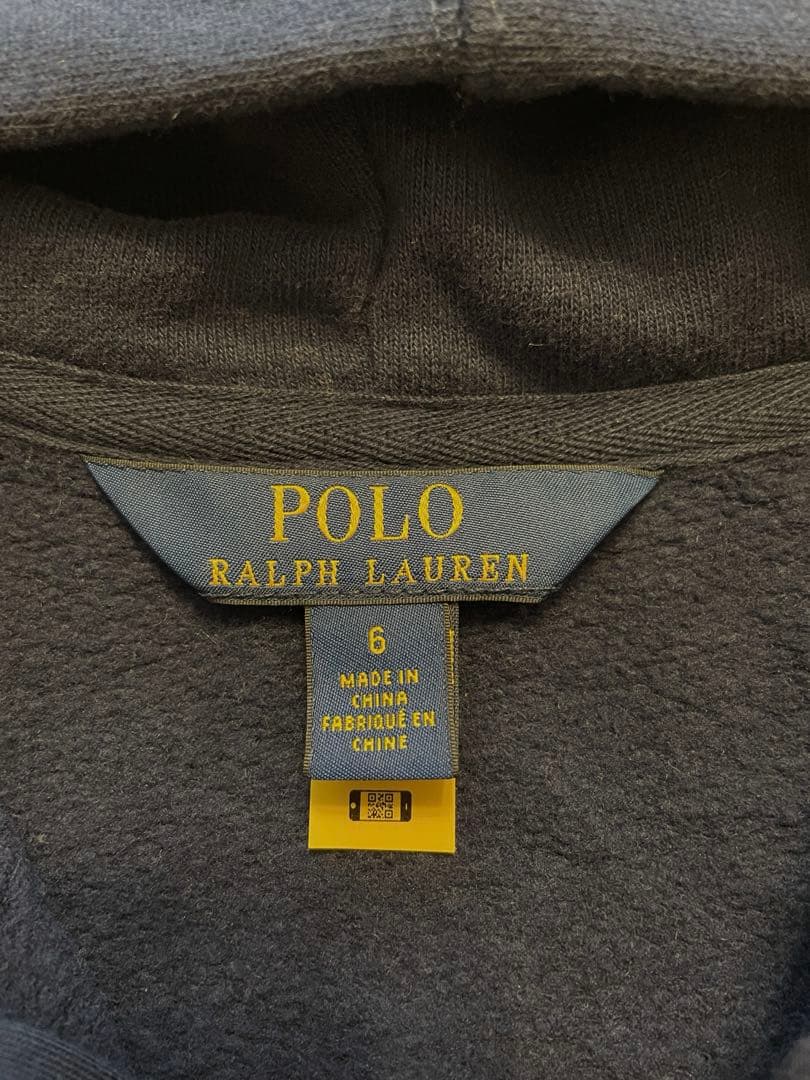 POLO
RALPH LAUREN
6
MADE IN
CHINA
FABRIQUÉ EN
CHINE